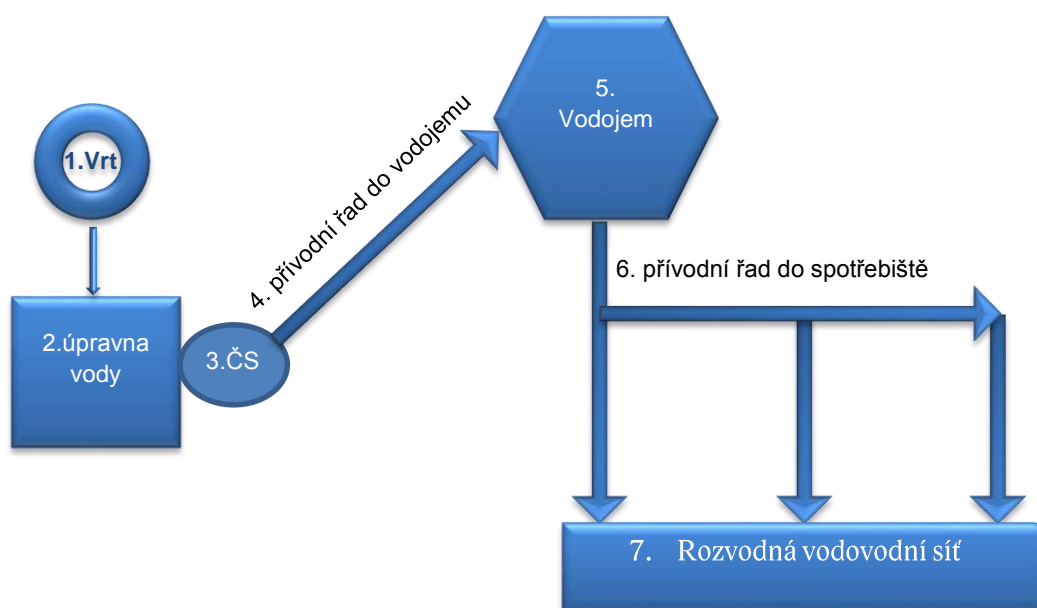 1.Vrt
2.úpravna
vody
3.ČS
4. přívodní řad do vodojemu
5.
Vodojem
6. přívodní řad do spotřebiště
7. Rozvodná vodovodní síť